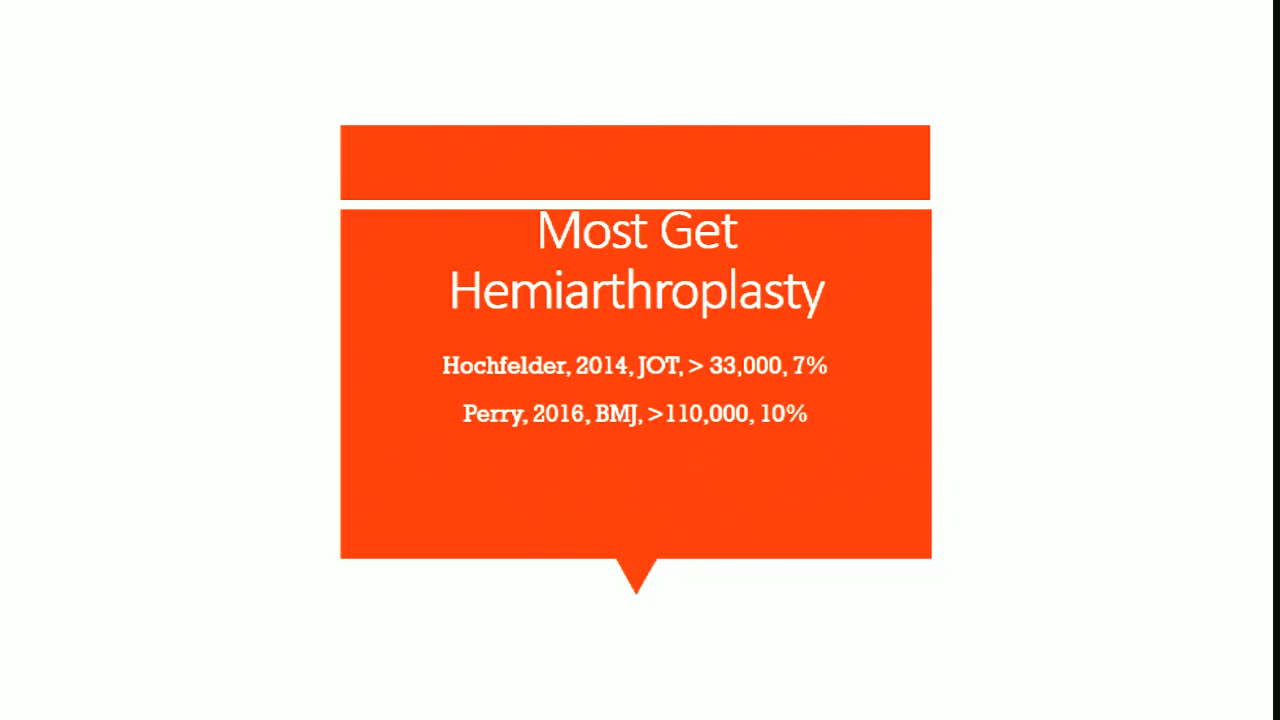 Most Get
Hemiarthroplasty
Hochfelder, 2014, JOT, > 33,000, 7%
Perry, 2016, BMJ, >110,000, 10%